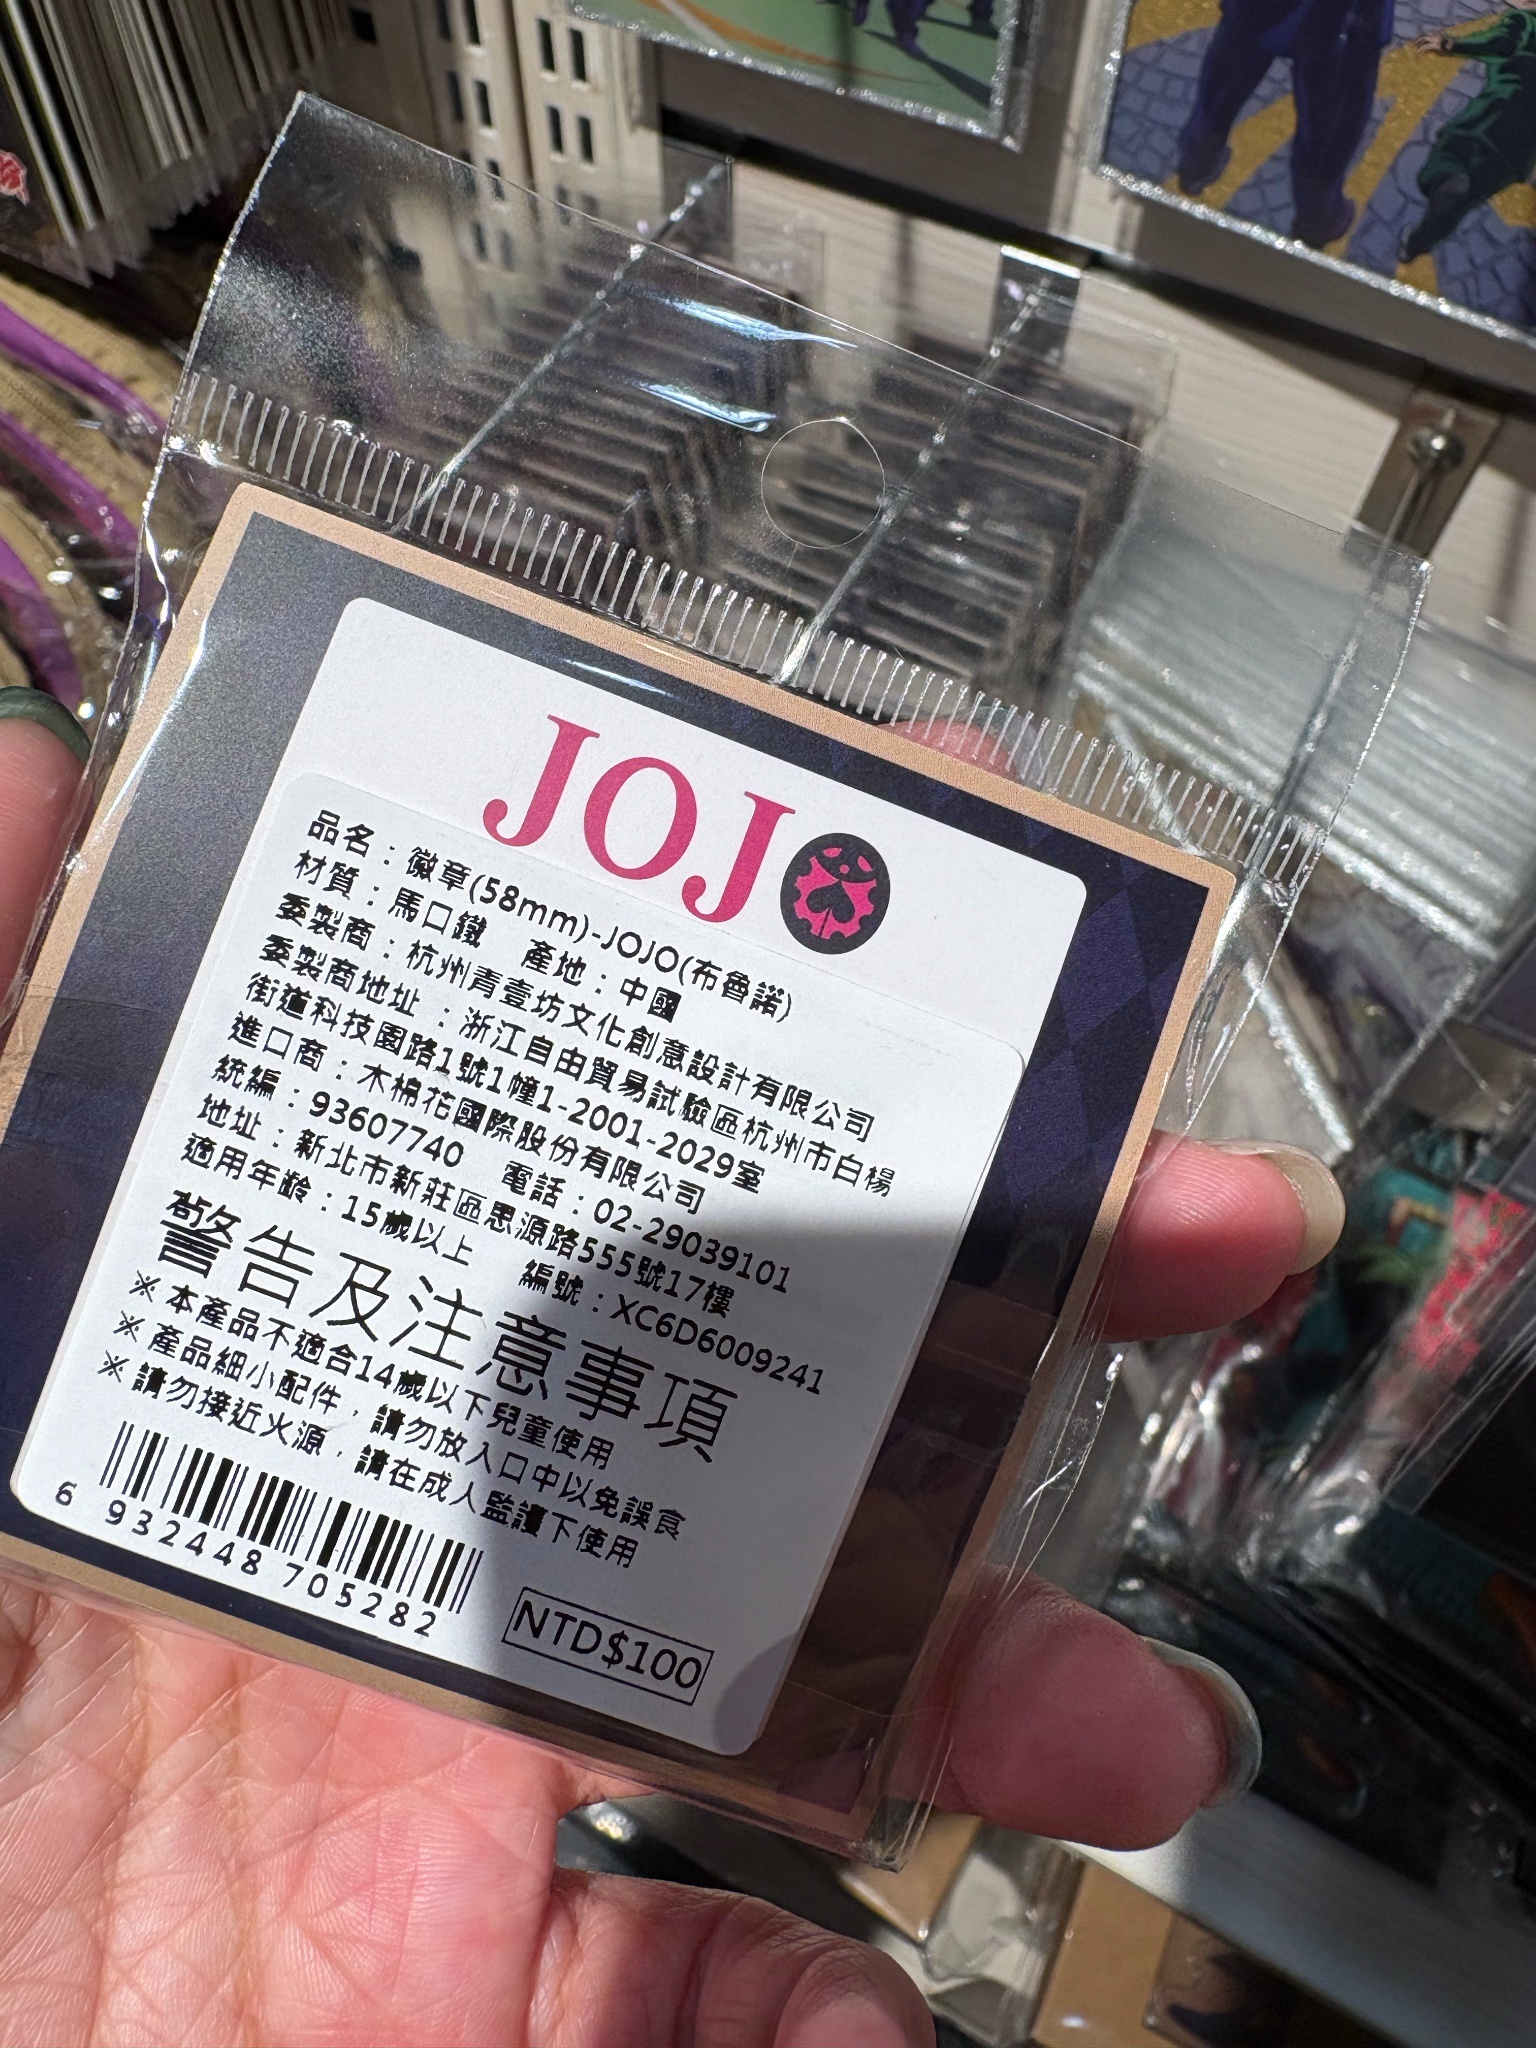 JOJO
品名：徽章(58mm)-JOJO(布魯諾)
材質：馬口鐵　產地：中國
委製商：杭州青壹坊文化創意設計有限公司
委製商地址：浙江自由貿易試驗區杭州市白楊
街道科技園路1號1幢1-2001-2029室
進口商：木棉花國際股份有限公司
統編：93607740　電話：02-29039101
地址：新北市新莊區思源路555號17樓
適用年齡：15歲以上　編號：XC6D6009241
警告及注意事項
※本產品不適合14歲以下兒童使用
※產品細小配件，請勿放入口中以免誤食
※請勿接近火源，請在成人監護下使用
6 932448 705282
NTD$100